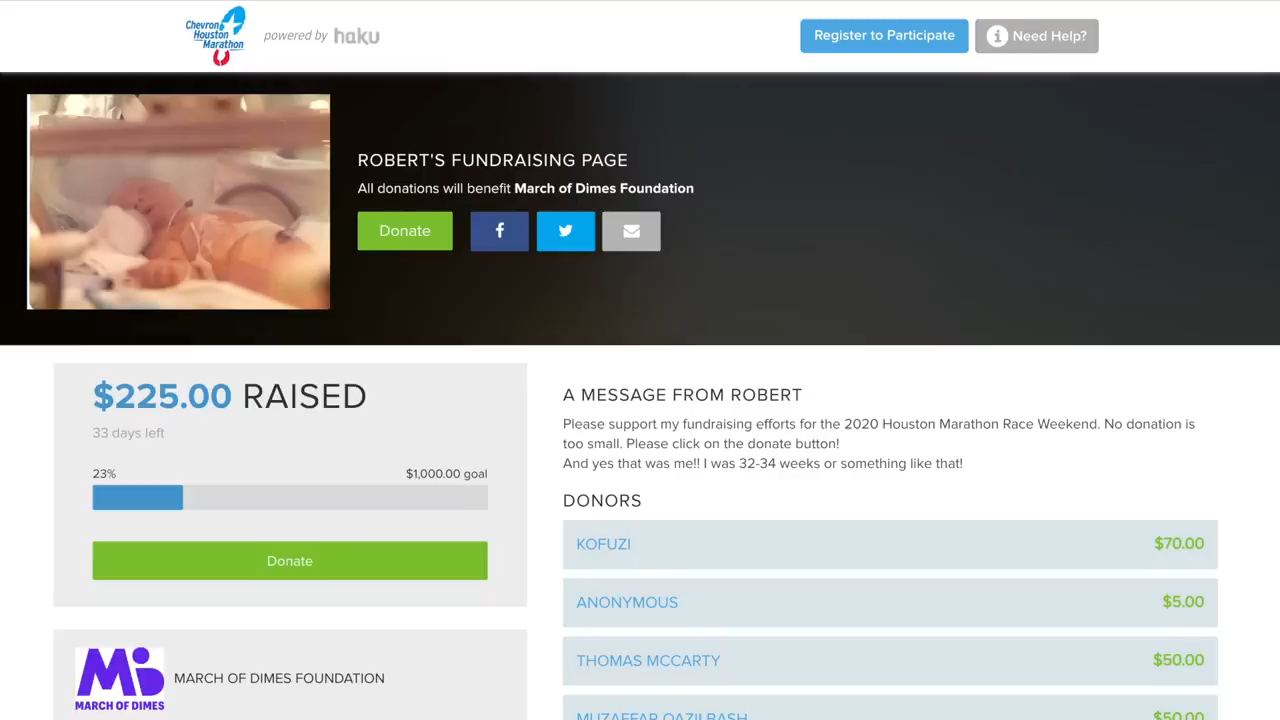 Chevron
Houston
Marathon
powered by haku
Register to Participate
Need Help?
ROBERT'S FUNDRAISING PAGE
All donations will benefit March of Dimes Foundation
Donate
$225.00 RAISED
33 days left
23% $1,000.00 goal
Donate
MARCH OF DIMES
MARCH OF DIMES FOUNDATION
A MESSAGE FROM ROBERT
Please support my fundraising efforts for the 2020 Houston Marathon Race Weekend. No donation is
too small. Please click on the donate button!
And yes that was me!! I was 32-34 weeks or something like that!
DONORS
KOFUZI $70.00
ANONYMOUS $5.00
THOMAS MCCARTY $50.00
MUZAFFAR QAZILBASH $50.00